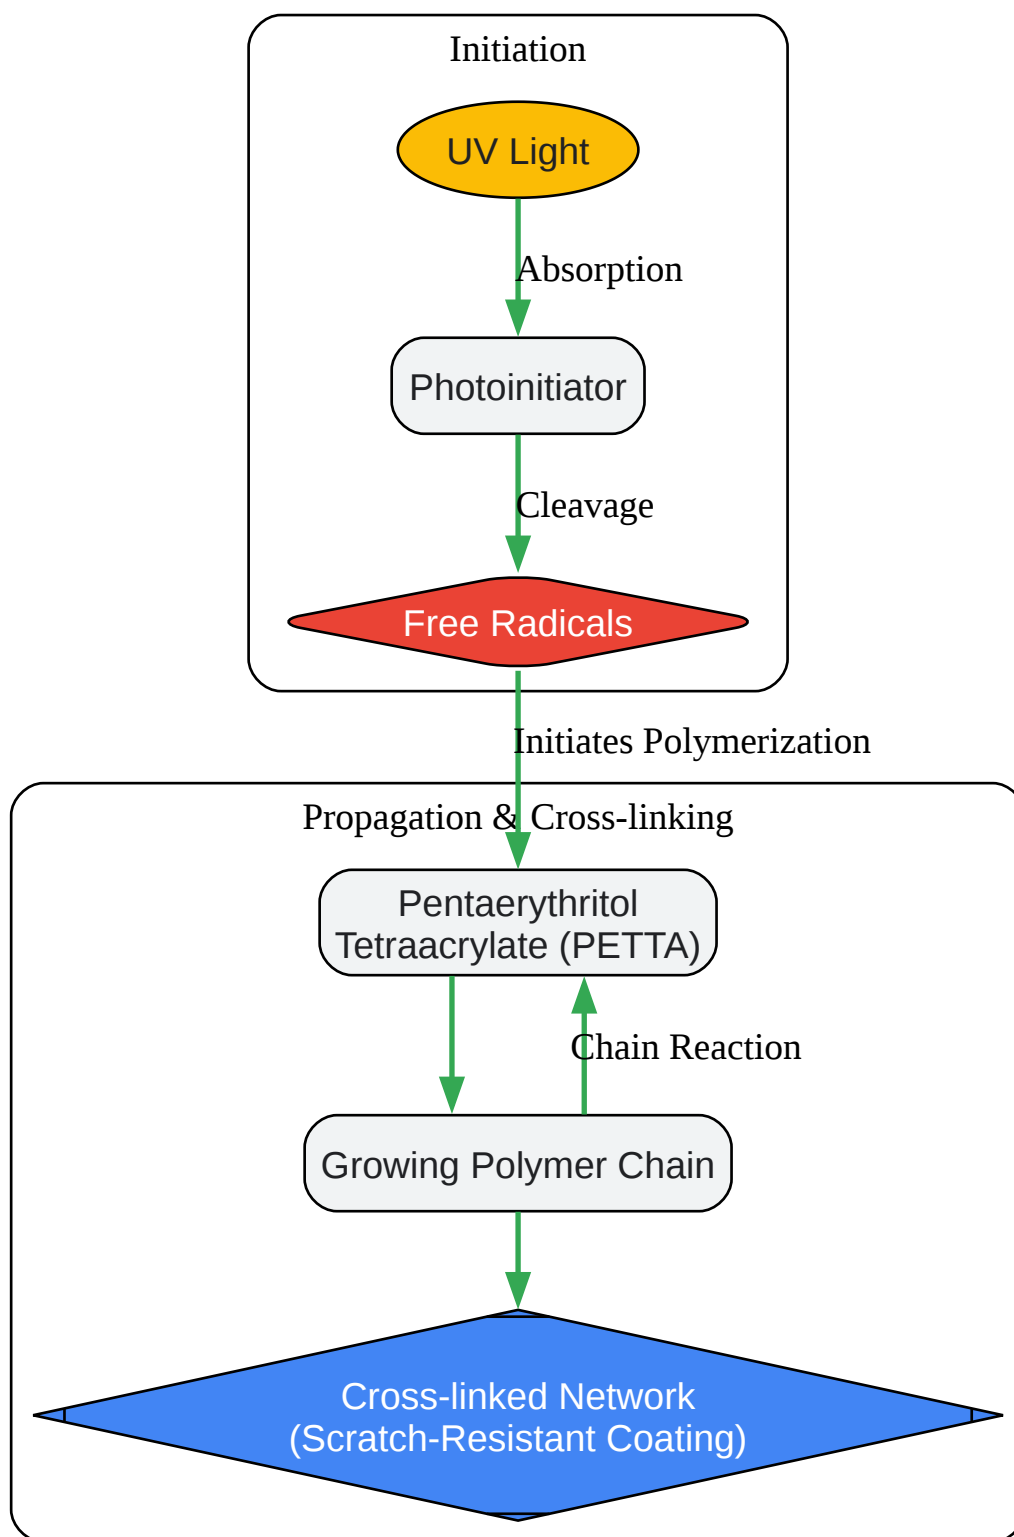 Initiation
UV Light
Absorption
Photoinitiator
Cleavage
Free Radicals
Initiates Polymerization
Propagation & Cross-linking
Pentaerythritol
Tetraacrylate (PETTA)
Chain Reaction
Growing Polymer Chain
Cross-linked Network
(Scratch-Resistant Coating)